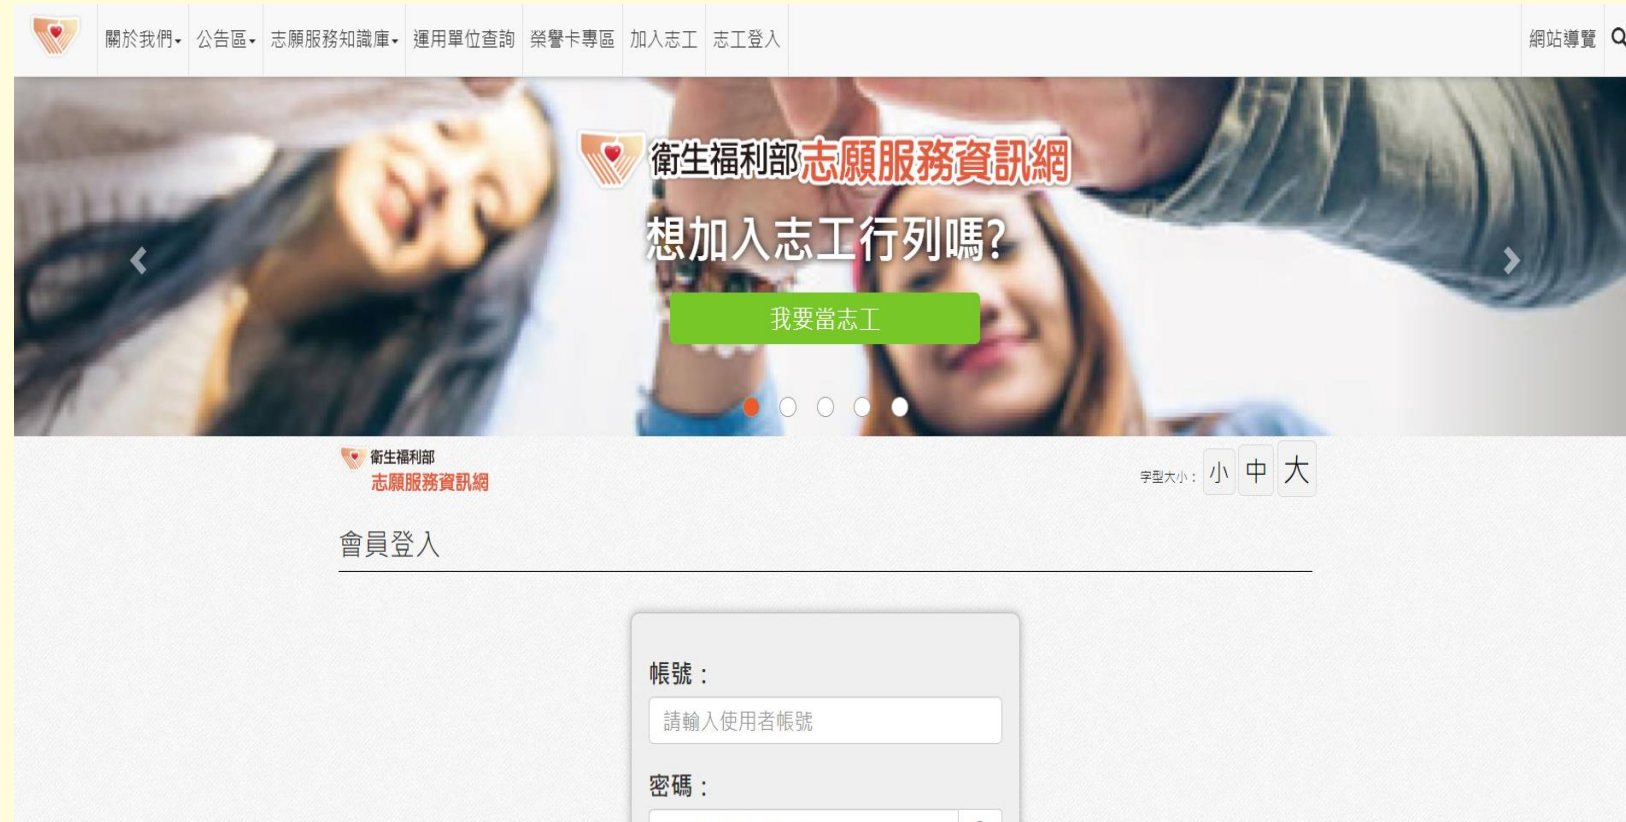 關於我們 公告區 志願服務知識庫 運用單位查詢 榮譽卡專區 加入志工 志工登入 網站導覽
衛生福利部志願服務資訊網
想加入志工行列嗎?
我要當志工
衛生福利部
志願服務資訊網
字型大小： 小 中 大
會員登入
帳號：
請輸入使用者帳號
密碼：